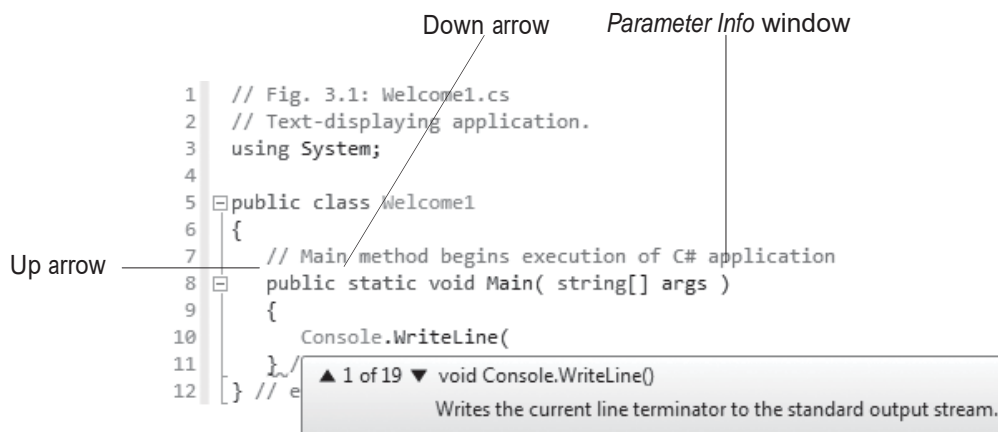 Down arrow
Parameter Info window
1 // Fig. 3.1: Welcome1.cs
2 // Text-displaying application.
3 using System;
4
5 public class Welcome1
6 {
7 // Main method begins execution of C# application
Up arrow
8 public static void Main( string[] args )
9 {
10 Console.WriteLine(
11 } /
▲ 1 of 19 ▼ void Console.WriteLine()
12 } // e
Writes the current line terminator to the standard output stream.